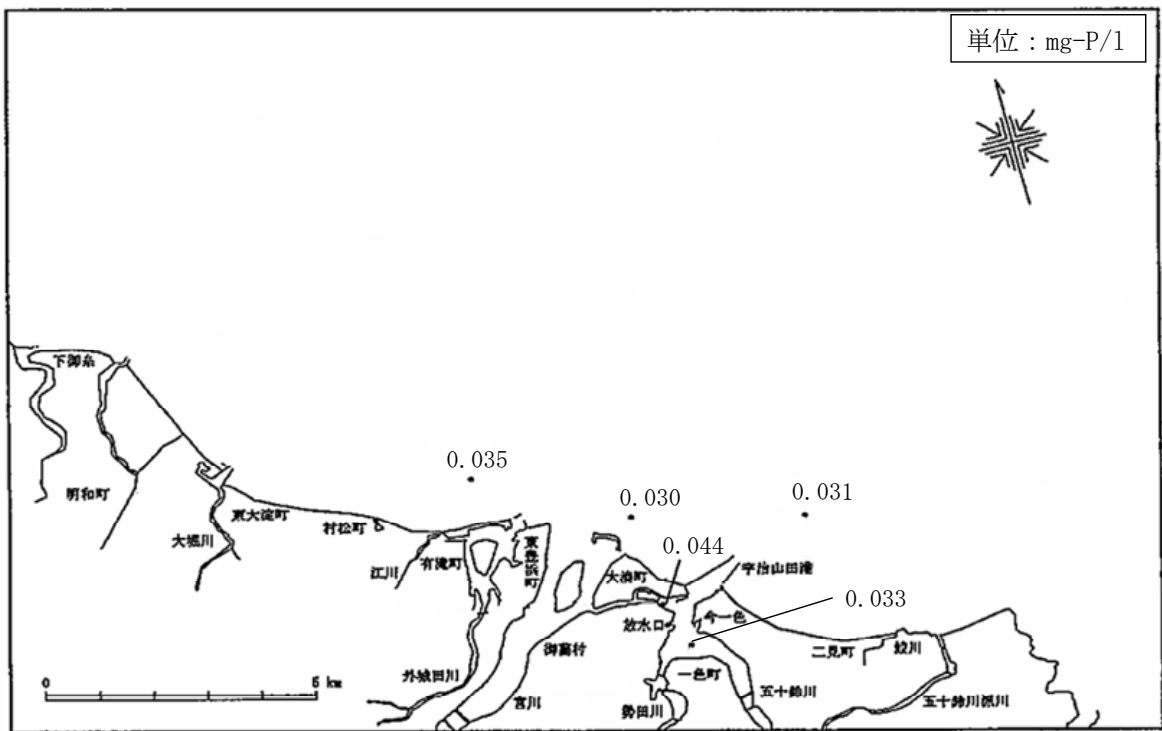 単位：mg-P/l
下御糸
0.035
0.030
0.031
明和町
東大淀町
村松町
大堀川
江川
有滝町
東豊浜町
大湊町
0.044
宇治山田港
0.033
放水口
今一色
御薗村
二見町
鮫川
外城田川
一色町
宮川
勢田川
五十鈴川
五十鈴川派川
0
5 km